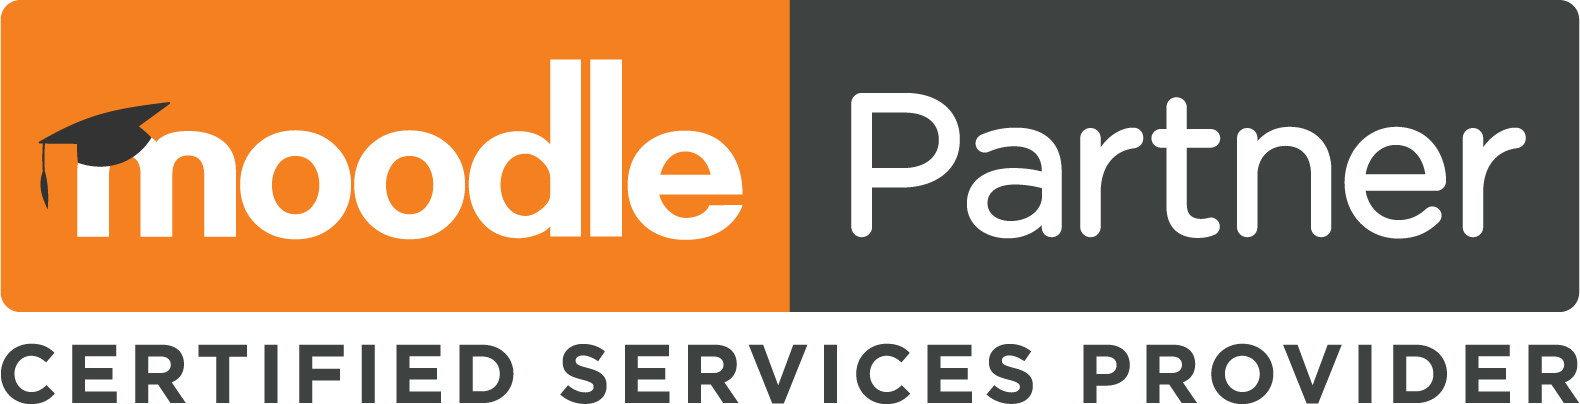 moodle Partner
CERTIFIED SERVICES PROVIDER